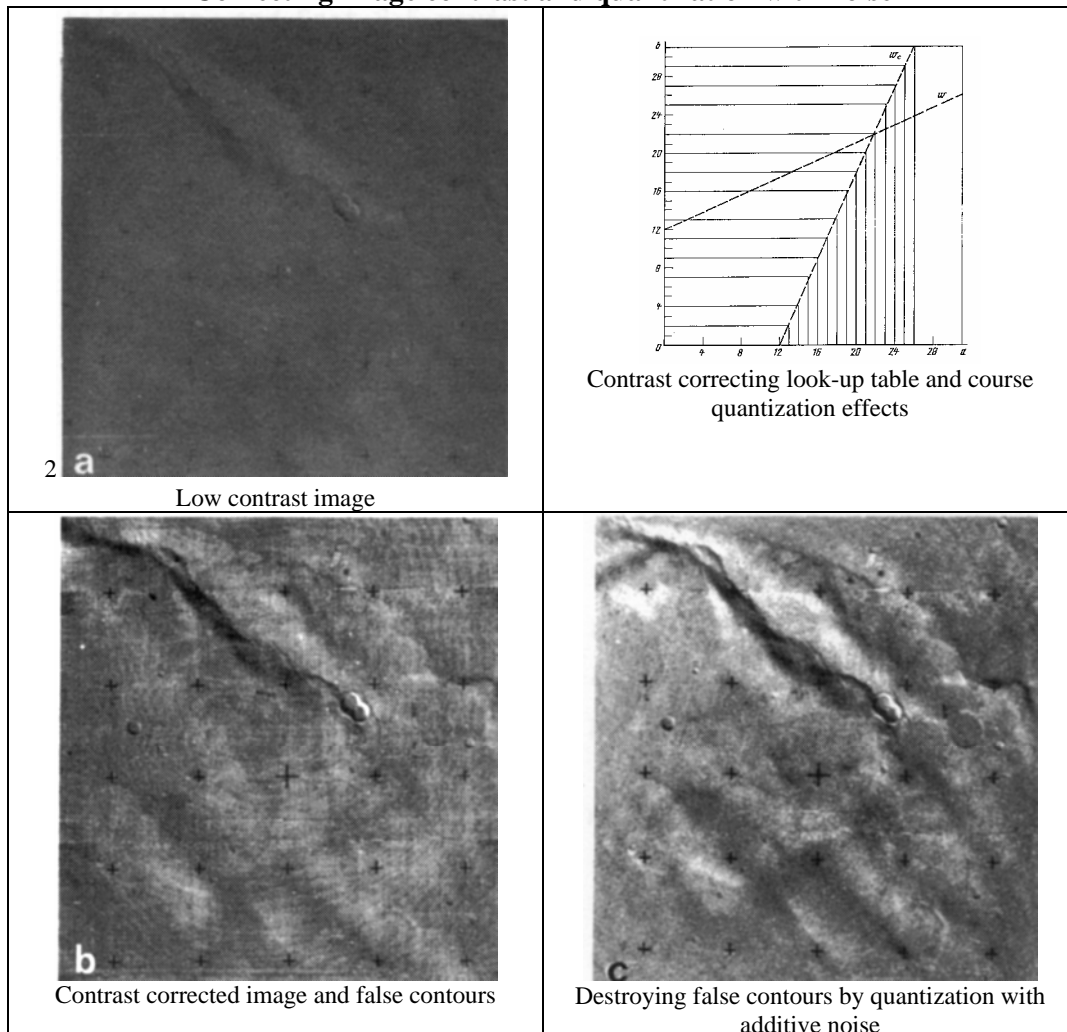 Correcting image contrast and quantization with noise
2 a
Low contrast image
b
28
24
20
16
12
8
4
0
4 8 12 16 20 24 28 a
w_c
w
Contrast correcting look-up table and course
quantization effects
b
Contrast corrected image and false contours
c
Destroying false contours by quantization with
additive noise